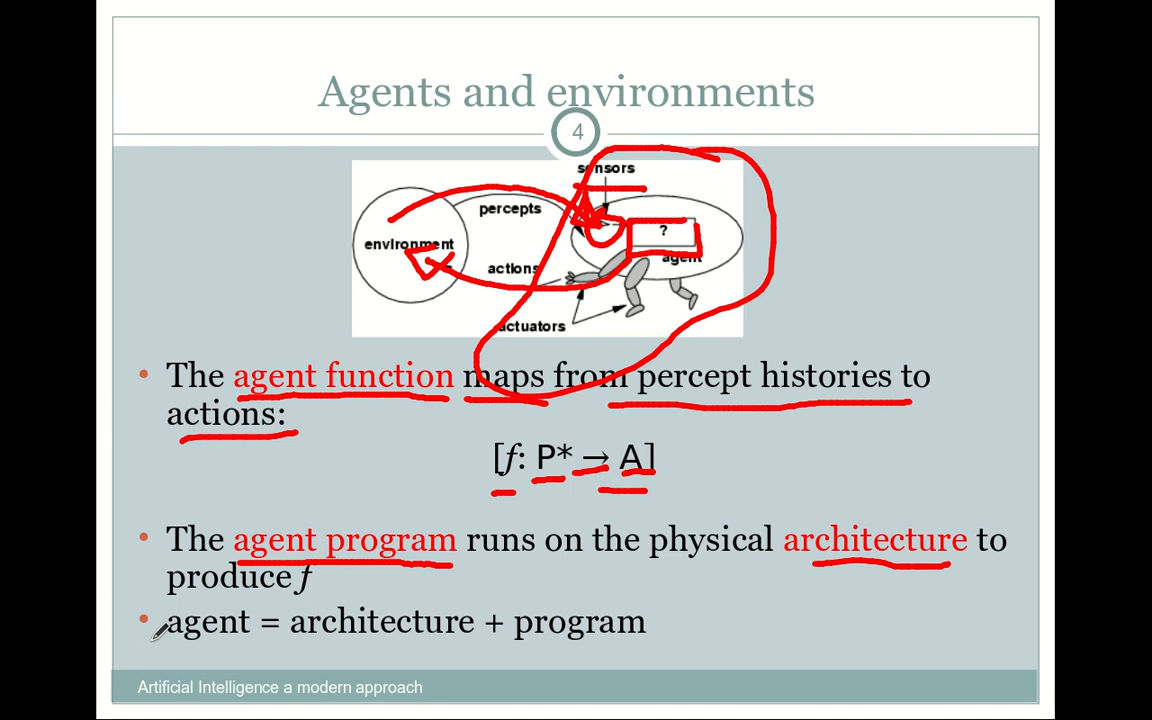 Agents and environments
4
sensors
percepts
?
environment
agent
actions
actuators
• The agent function maps from percept histories to
actions:
[f: P* → A]
• The agent program runs on the physical architecture to
produce f
• agent = architecture + program
Artificial Intelligence a modern approach